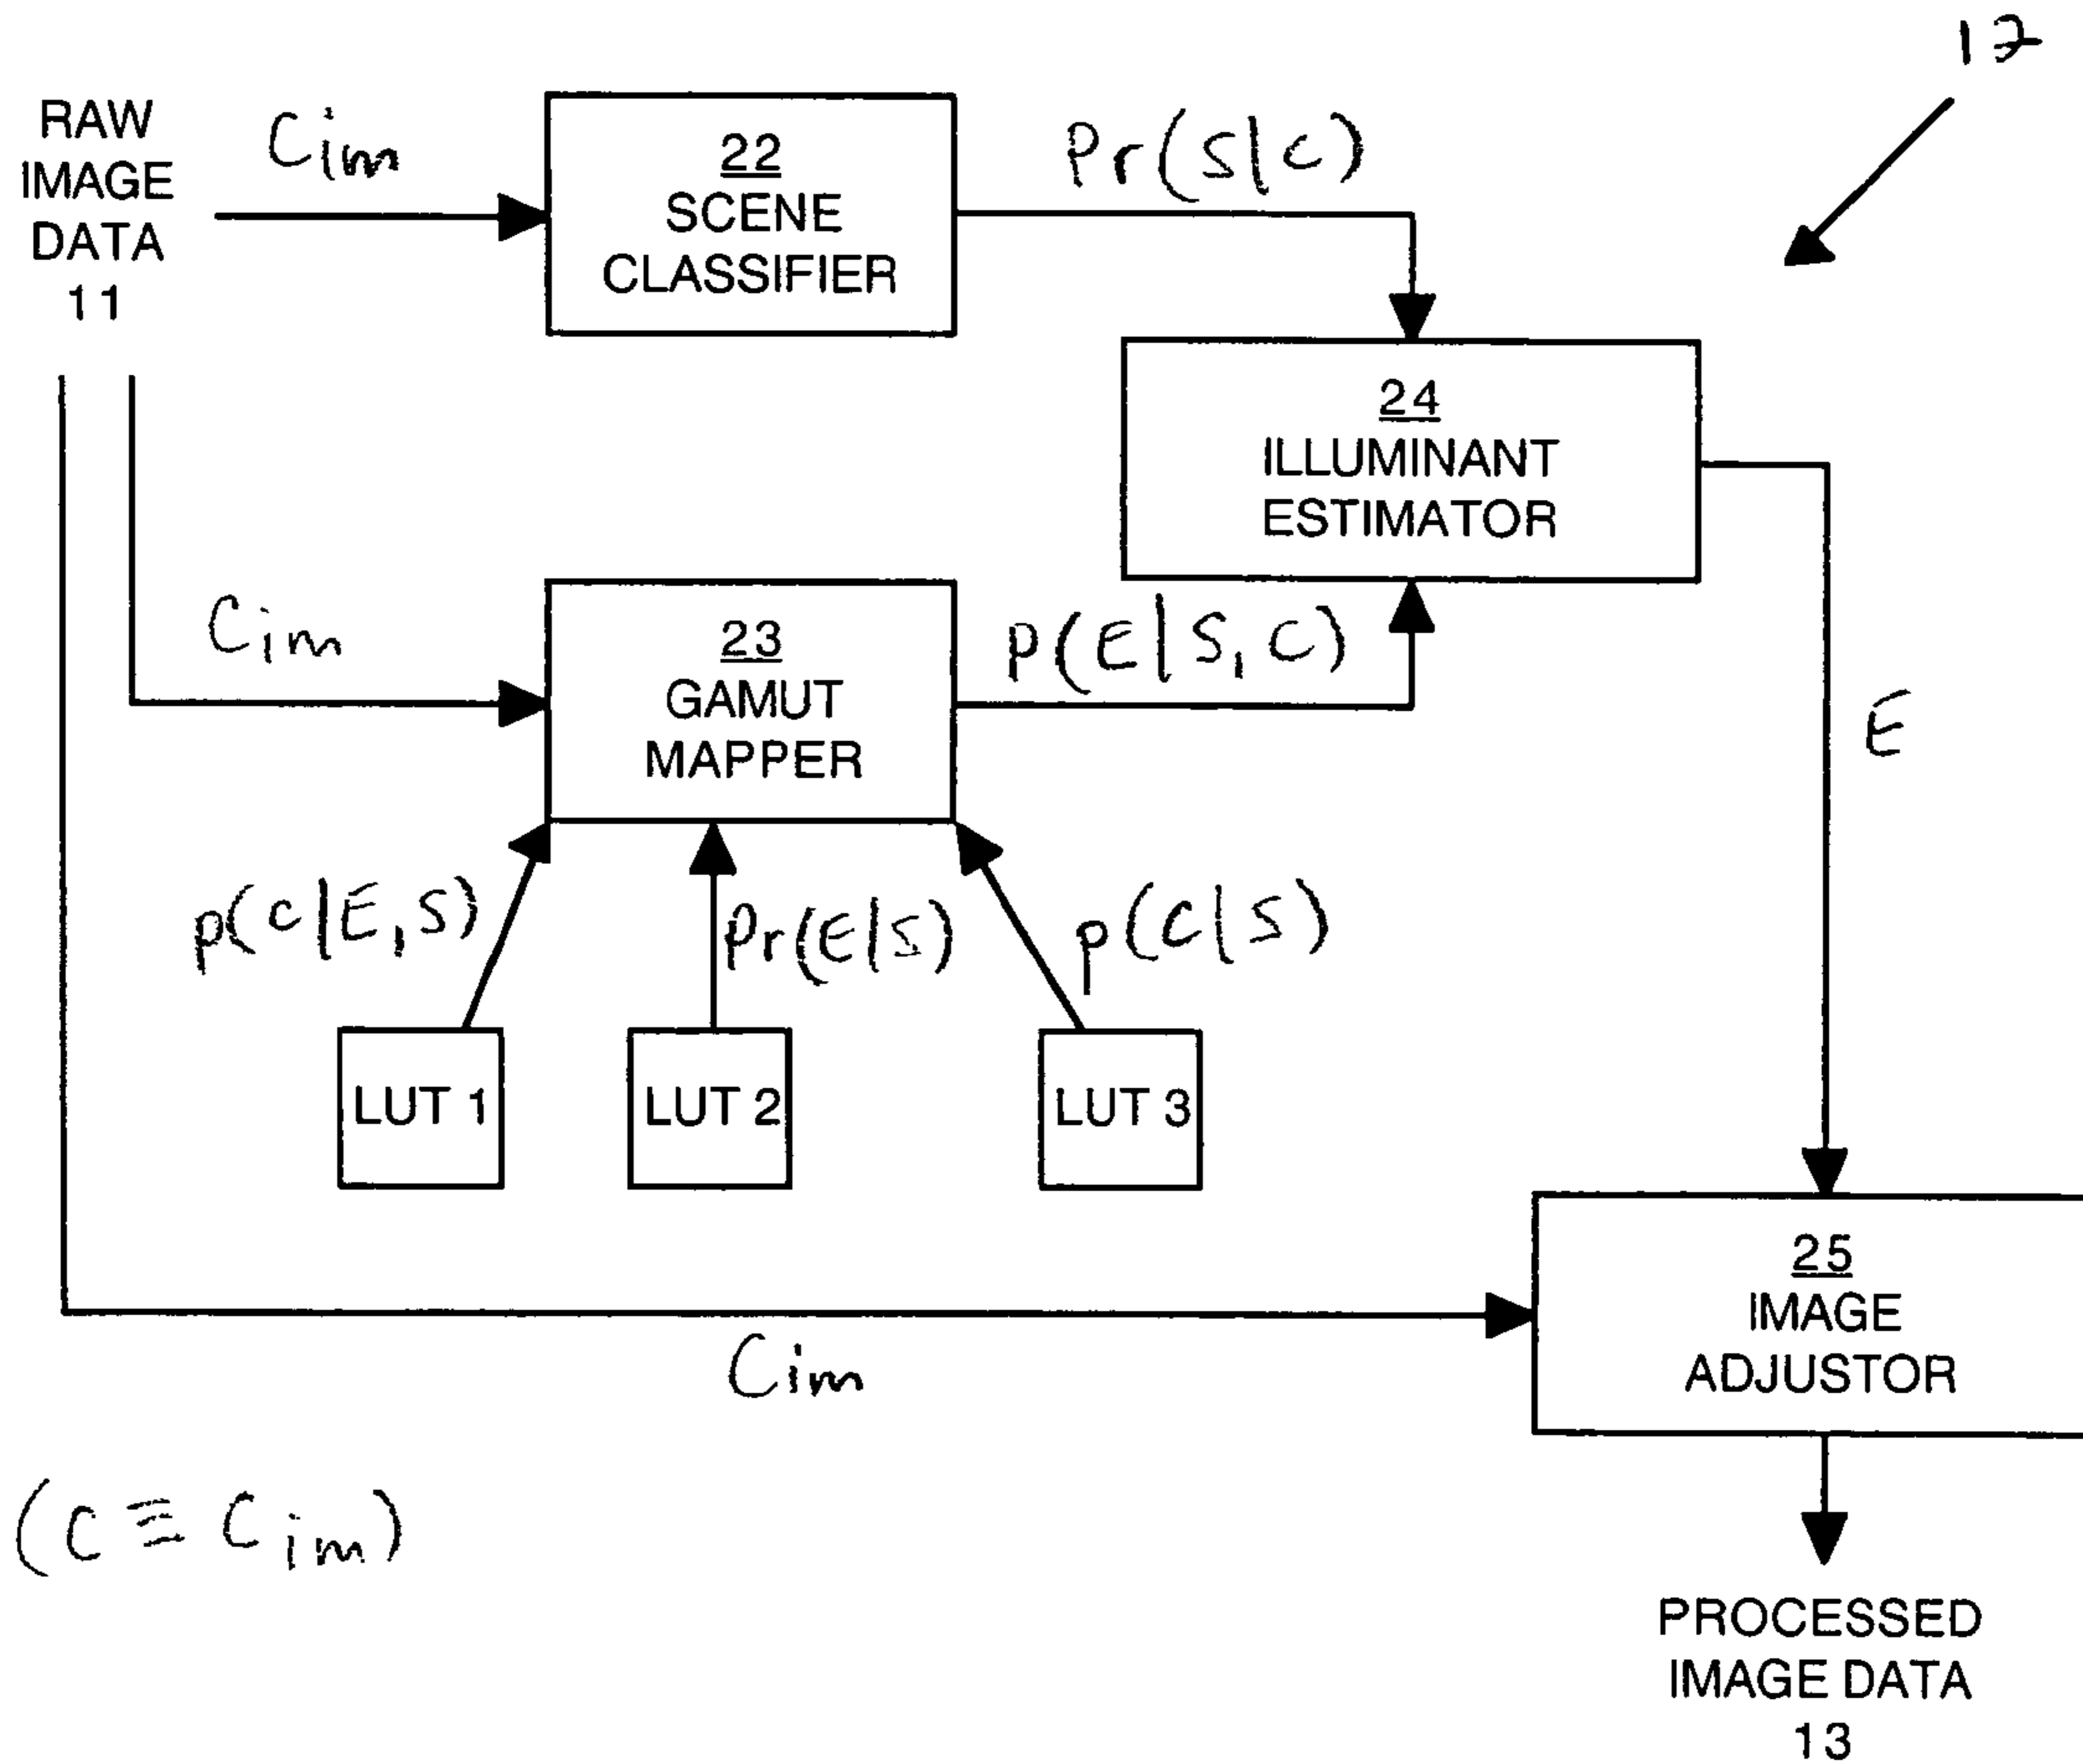 12
RAW
IMAGE
DATA
11
Cim
22
SCENE
CLASSIFIER
Pr(S|C)
24
ILLUMINANT
ESTIMATOR
Cim
23
GAMUT
MAPPER
p(E|S,C)
E
p(C|E,S)
Pr(E|S)
p(C|S)
LUT 1
LUT 2
LUT 3
25
IMAGE
ADJUSTOR
Cim
(C ≡ Cim)
PROCESSED
IMAGE DATA
13